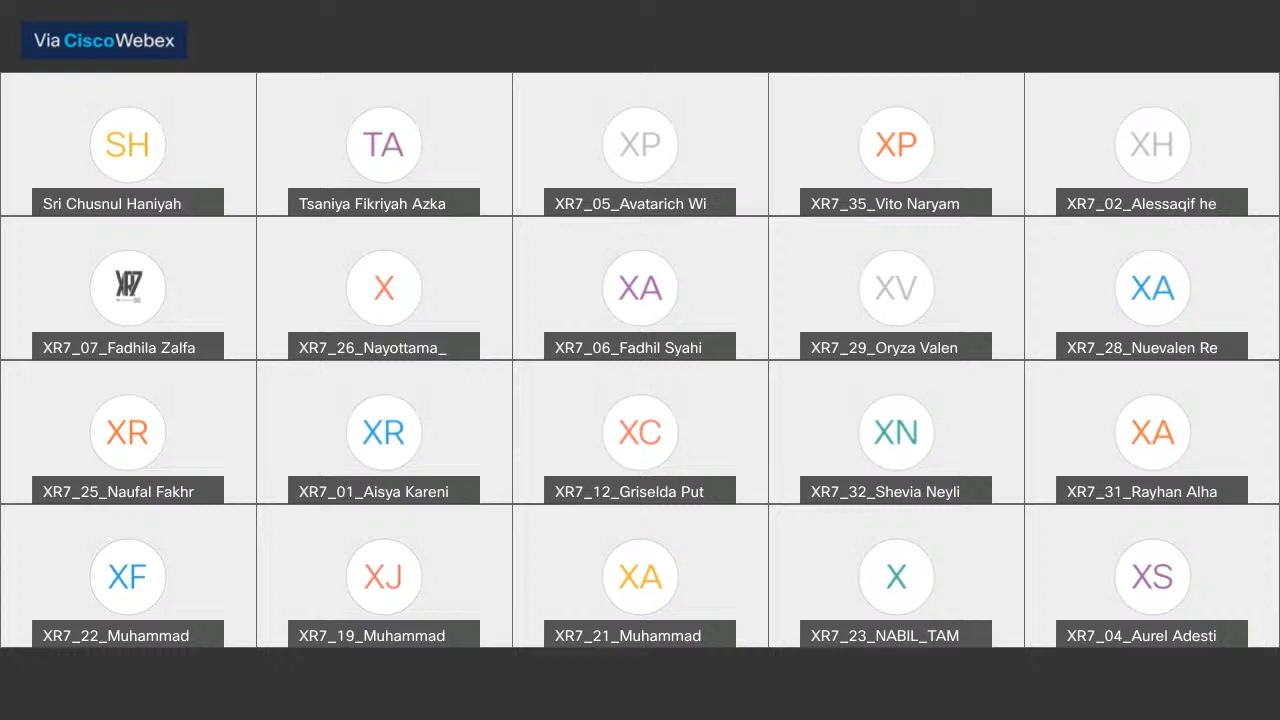 Via CiscoWebex
SH TA XP XP XH
Sri Chusnul Haniyah Tsaniya Fikriyah Azka XR7_05_Avatarich Wi XR7_35_Vito Naryam XR7_02_Alessaqif he
XR7 X XA XV XA
XR7_07_Fadhila Zalfa XR7_26_Nayottama_ XR7_06_Fadhil Syahi XR7_29_Oryza Valen XR7_28_Nuevalen Re
XR XR XC XN XA
XR7_25_Naufal Fakhr XR7_01_Aisya Kareni XR7_12_Griselda Put XR7_32_Shevia Neyli XR7_31_Rayhan Alha
XF XJ XA X XS
XR7_22_Muhammad XR7_19_Muhammad XR7_21_Muhammad XR7_23_NABIL_TAM XR7_04_Aurel Adesti